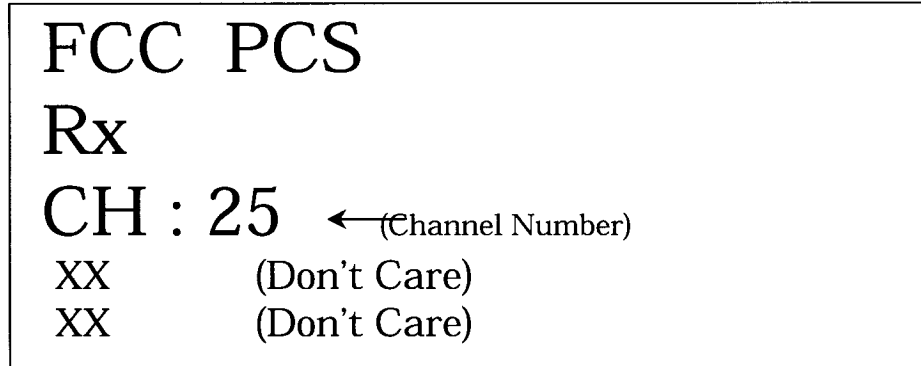 FCC PCS
Rx
CH : 25 (Channel Number)
XX (Don't Care)
XX (Don't Care)